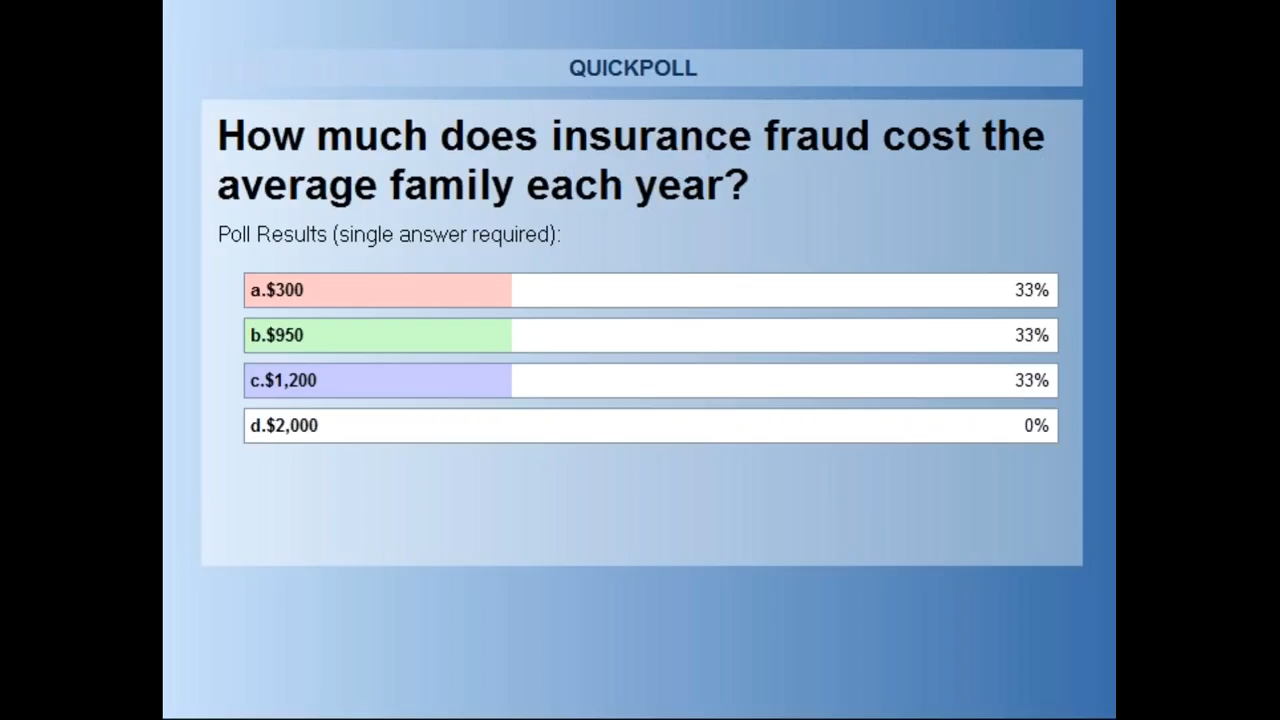 QUICKPOLL
How much does insurance fraud cost the
average family each year?
Poll Results (single answer required):
a.$300 33%
b.$950 33%
c.$1,200 33%
d.$2,000 0%